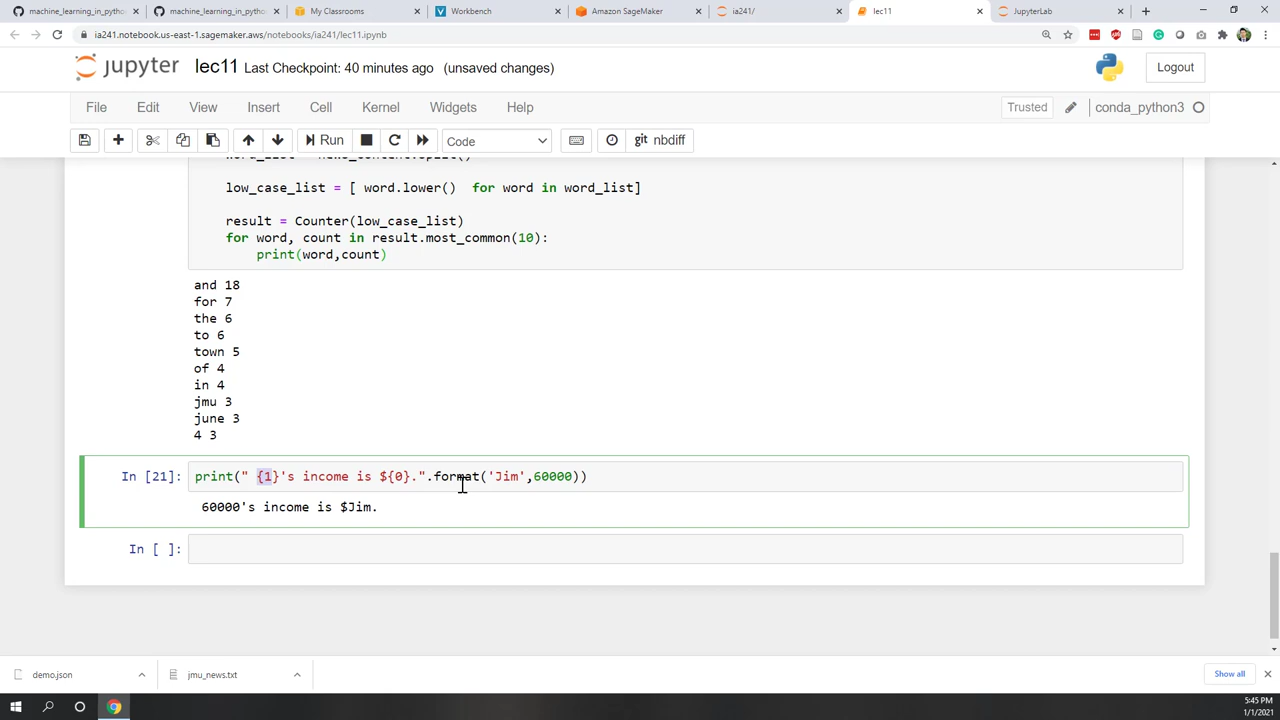 machine_learning_in_pytho
machine_learning_in_pytho
My Classrooms
Workbench
Amazon SageMaker
ia241/
lec11
JupyterLab
ia241.notebook.us-east-1.sagemaker.aws/notebooks/ia241/lec11.ipynb
jupyter lec11 Last Checkpoint: 40 minutes ago (unsaved changes)
Logout
File Edit View Insert Cell Kernel Widgets Help
Trusted
conda_python3
Run
Code
nbdiff
word_list = news_content.split()
low_case_list = [ word.lower()  for word in word_list]
result = Counter(low_case_list)
for word, count in result.most_common(10):
print(word,count)
and 18
for 7
the 6
to 6
town 5
of 4
in 4
jmu 3
june 3
4 3
In [21]: print(" {1}'s income is ${0}.".format('Jim',60000))
60000's income is $Jim.
In [ ]:
demo.json
jmu_news.txt
Show all
5:45 PM
1/1/2021